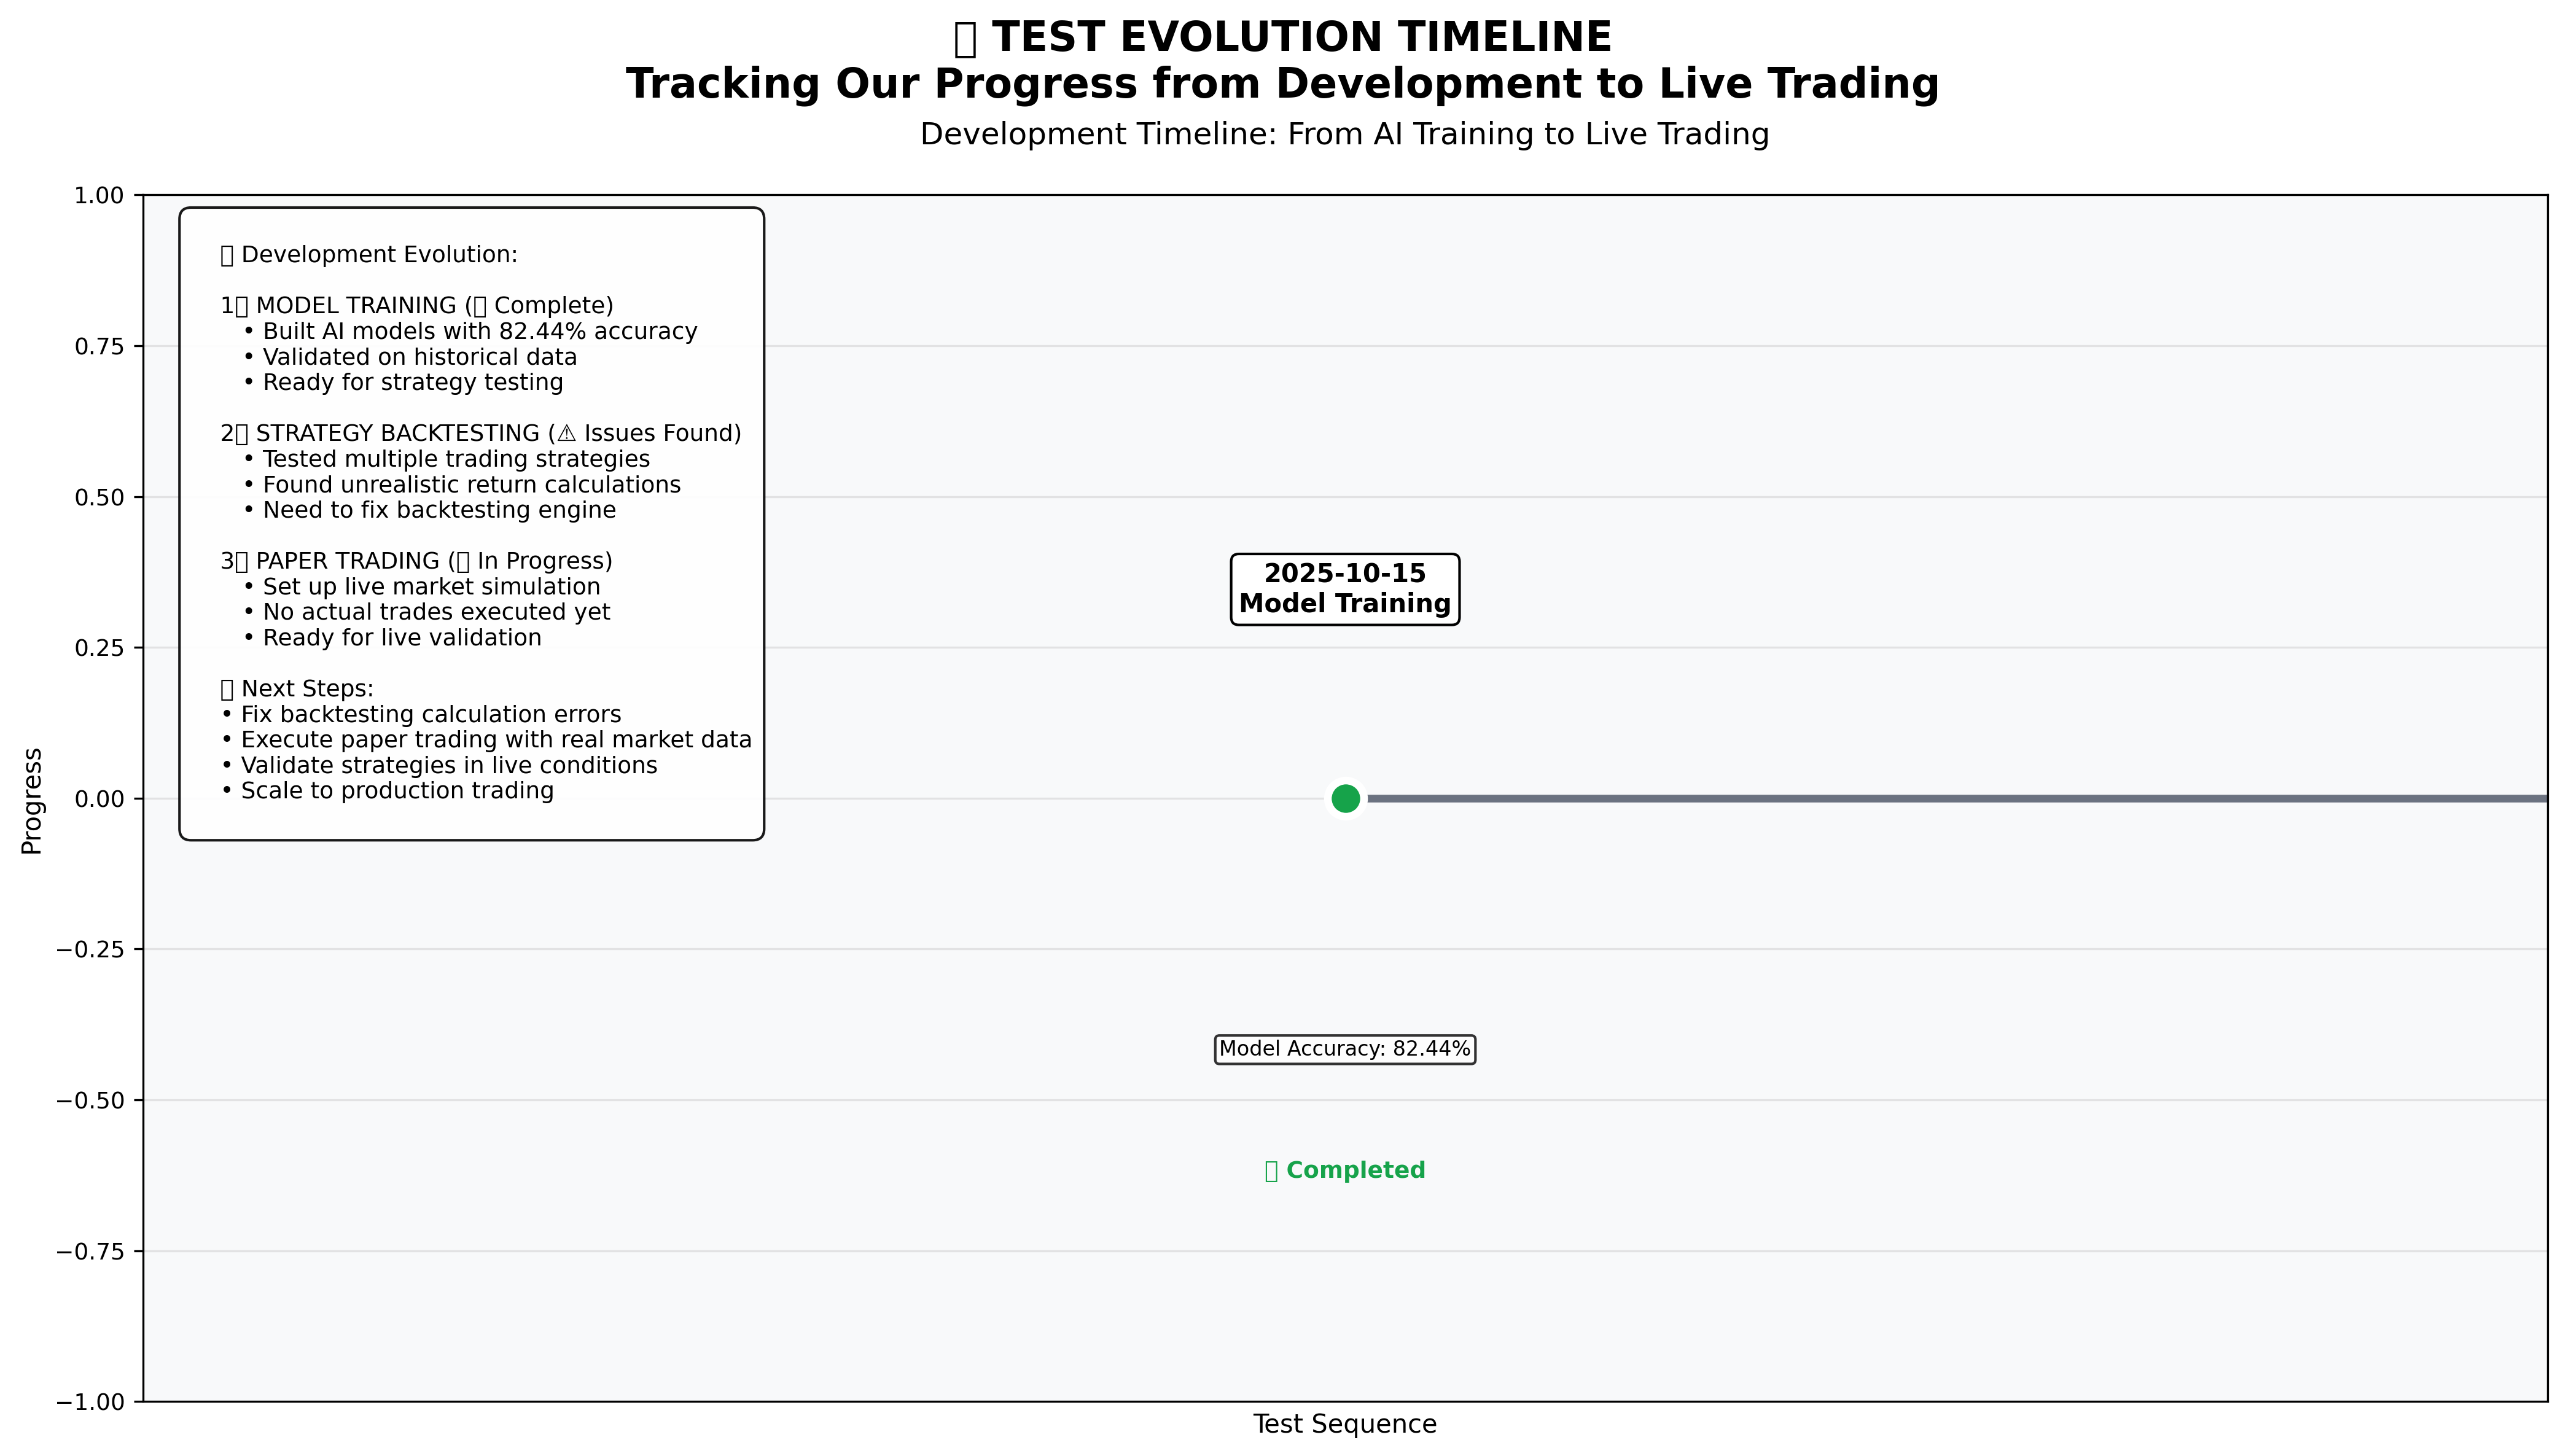 TEST EVOLUTION TIMELINE
Tracking Our Progress from Development to Live Trading
Development Timeline: From AI Training to Live Trading
1.00
0.75
0.50
0.25
0.00
−0.25
−0.50
−0.75
−1.00
Progress
Development Evolution:
1 MODEL TRAINING ( Complete)
• Built AI models with 82.44% accuracy
• Validated on historical data
• Ready for strategy testing
2 STRATEGY BACKTESTING (⚠ Issues Found)
• Tested multiple trading strategies
• Found unrealistic return calculations
• Need to fix backtesting engine
3 PAPER TRADING ( In Progress)
• Set up live market simulation
• No actual trades executed yet
• Ready for live validation
Next Steps:
• Fix backtesting calculation errors
• Execute paper trading with real market data
• Validate strategies in live conditions
• Scale to production trading
2025-10-15
Model Training
Model Accuracy: 82.44%
Completed
Test Sequence